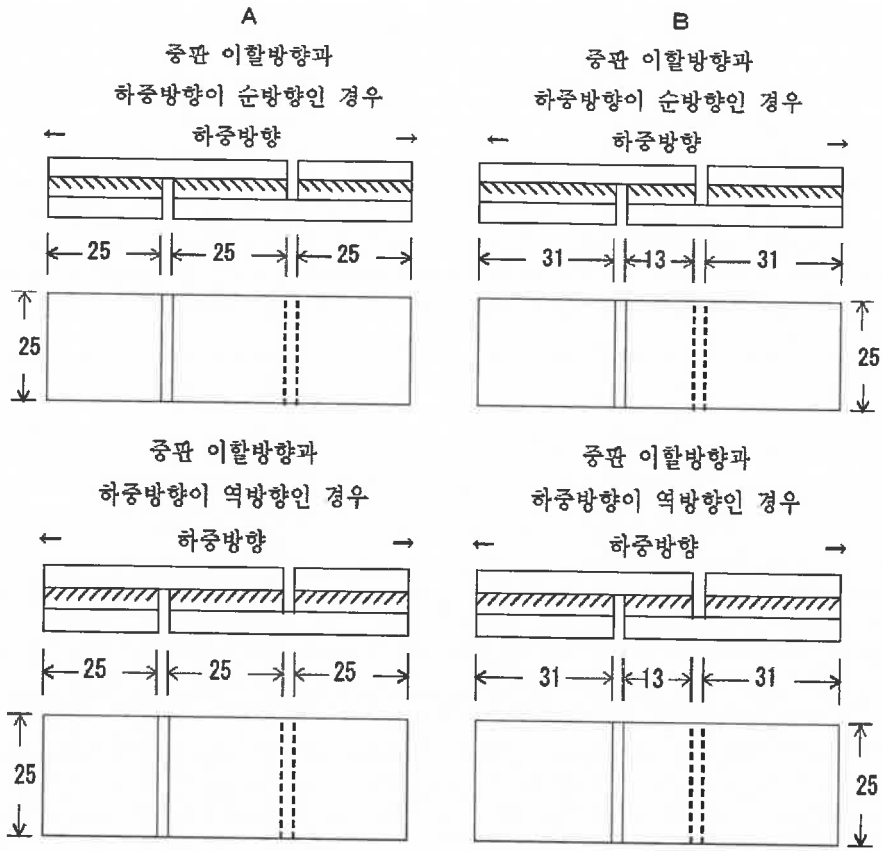 A
중판 이할방향과
하중방향이 순방향인 경우
← 하중방향 →
25 25 25
25
B
중판 이할방향과
하중방향이 순방향인 경우
← 하중방향 →
31 13 31
25
중판 이할방향과
하중방향이 역방향인 경우
← 하중방향 →
25 25 25
25
중판 이할방향과
하중방향이 역방향인 경우
← 하중방향 →
31 13 31
25